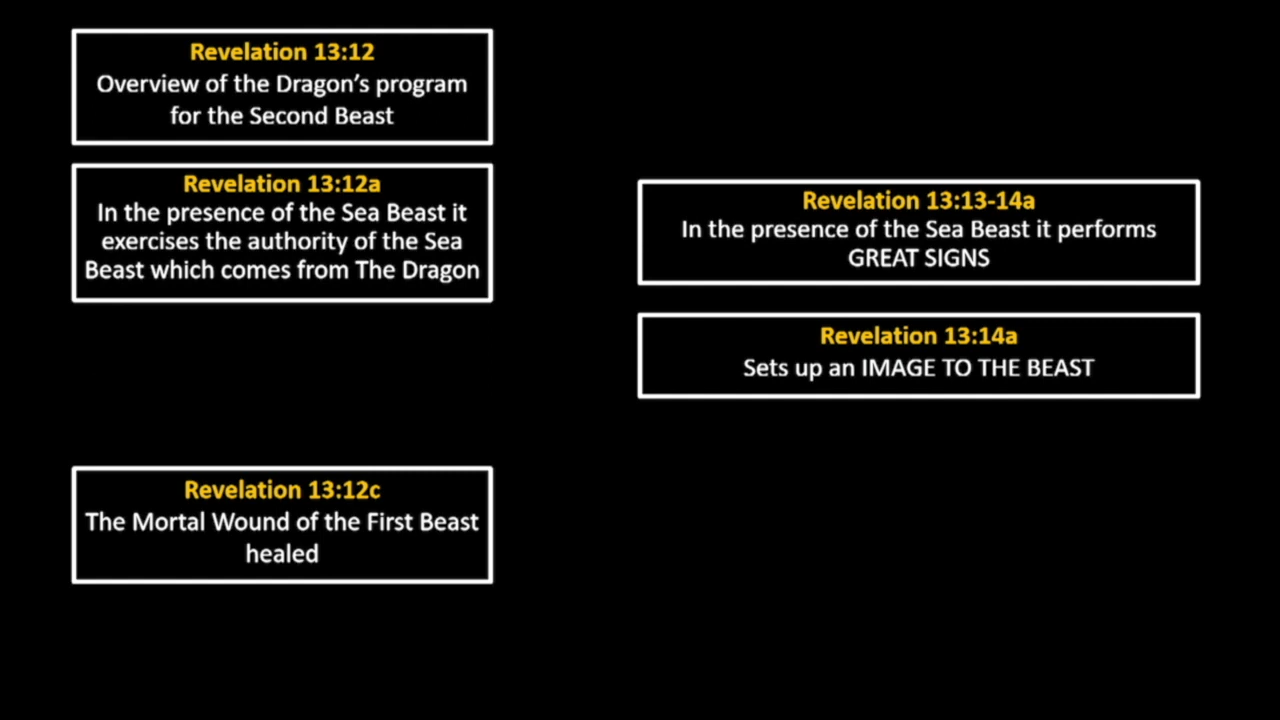 Revelation 13:12
Overview of the Dragon’s program
for the Second Beast
Revelation 13:12a
In the presence of the Sea Beast it
exercises the authority of the Sea
Beast which comes from The Dragon
Revelation 13:12c
The Mortal Wound of the First Beast
healed
Revelation 13:13-14a
In the presence of the Sea Beast it performs
GREAT SIGNS
Revelation 13:14a
Sets up an IMAGE TO THE BEAST